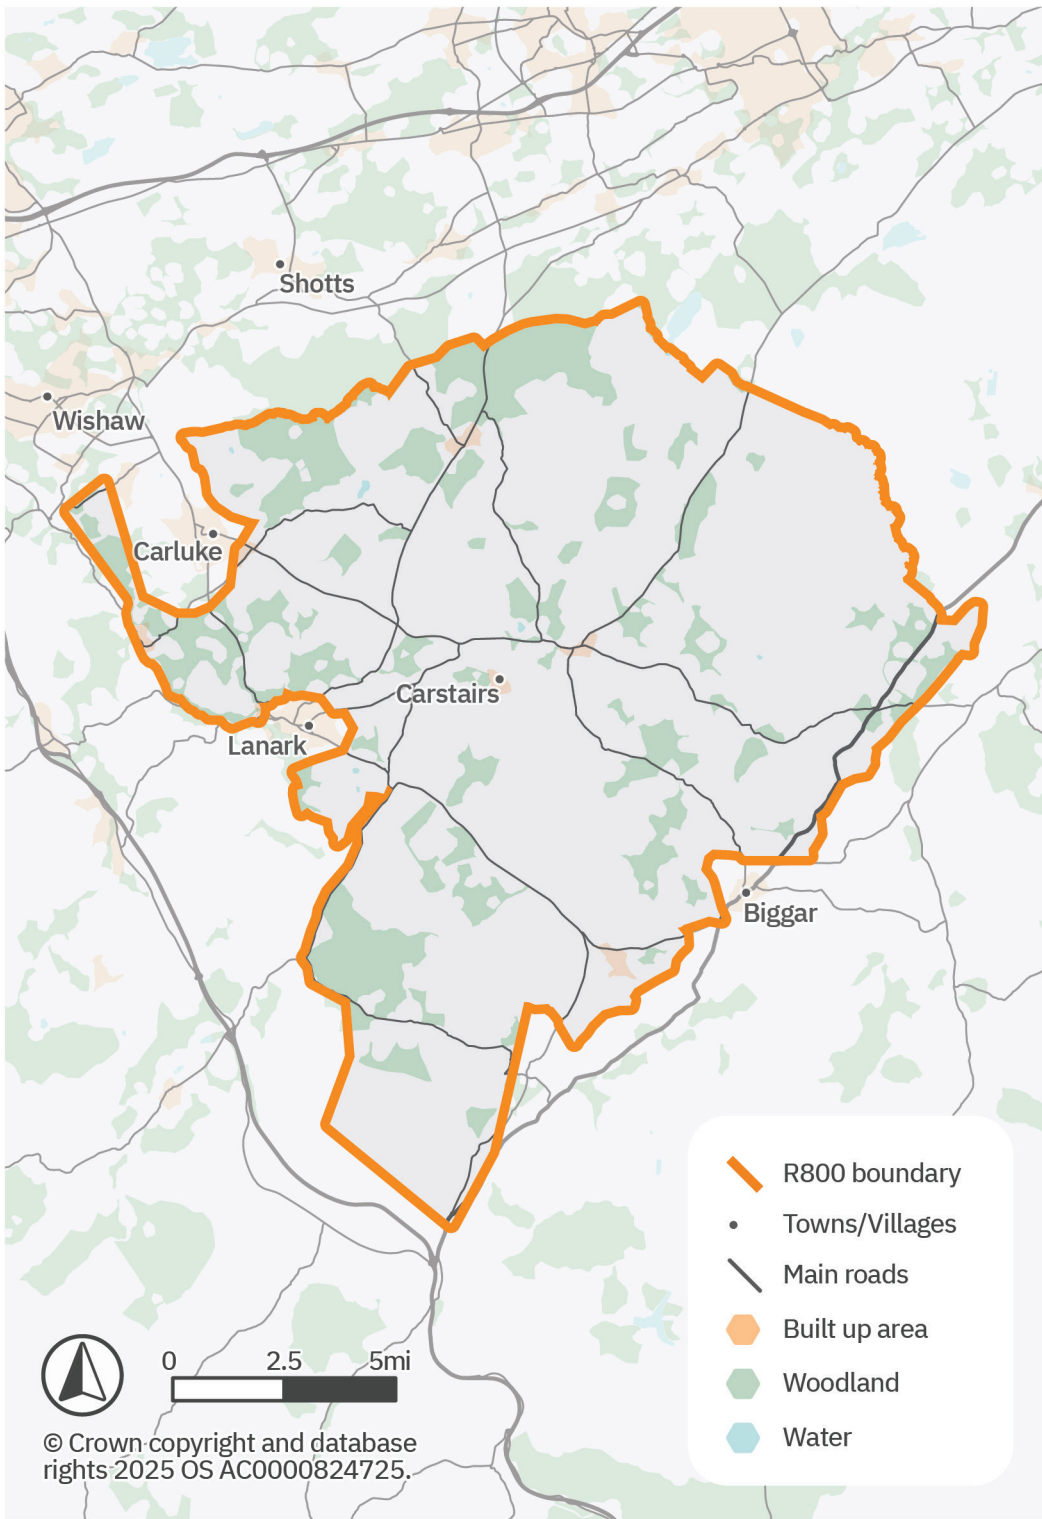 Shotts
Wishaw
Carluke
Carstairs
Lanark
Biggar
R800 boundary
Towns/Villages
Main roads
Built up area
Woodland
Water
0 2.5 5mi
© Crown copyright and database
rights 2025 OS AC0000824725.